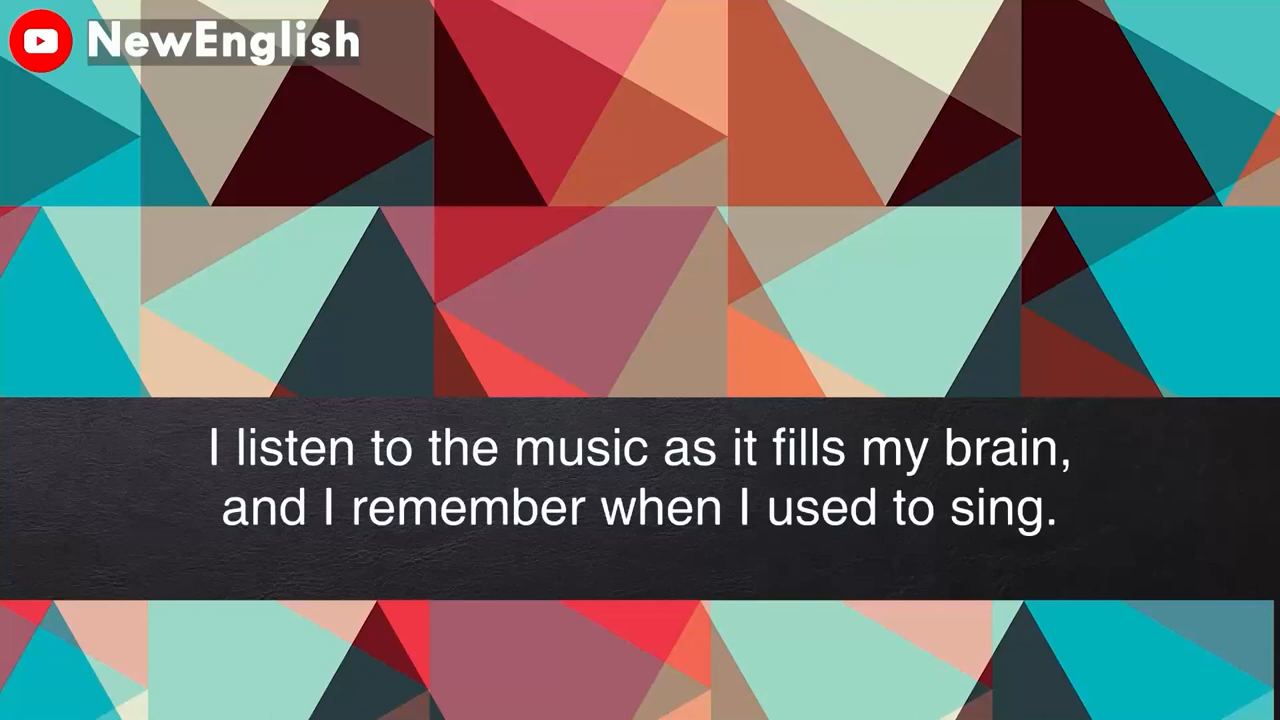 NewEnglish
I listen to the music as it fills my brain,
and I remember when I used to sing.